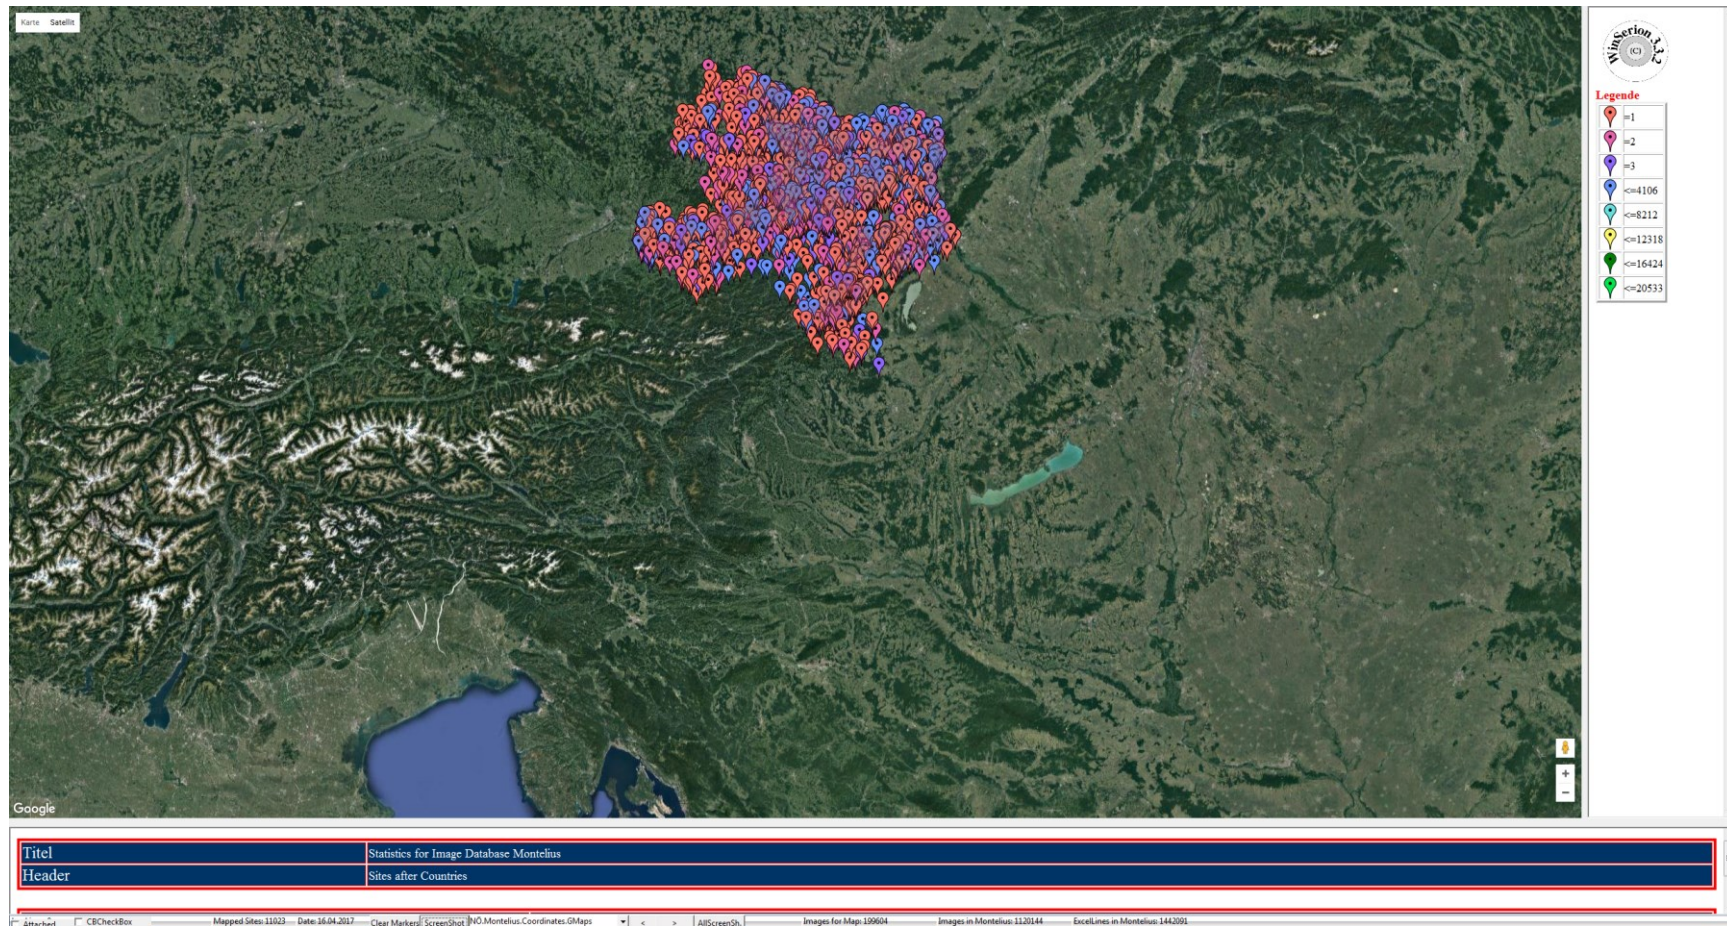 Karte Satellit
WinSerion 3.3.2
(C)
Legende
=1
=2
=3
<=4106
<=8212
<=12318
<=16424
<=20533
Google
Titel Statistics for Image Database Montelius
Header Sites after Countries
Attached CBCheckBox Mapped Sites: 11023 Date: 16.04.2017 Clear Markers ScreenShot NÖ.Montelius.Coordinates.GMaps < > AllScreenSh. Images for Map: 199604 Images in Montelius: 1120144 ExcelLines in Montelius: 1442091